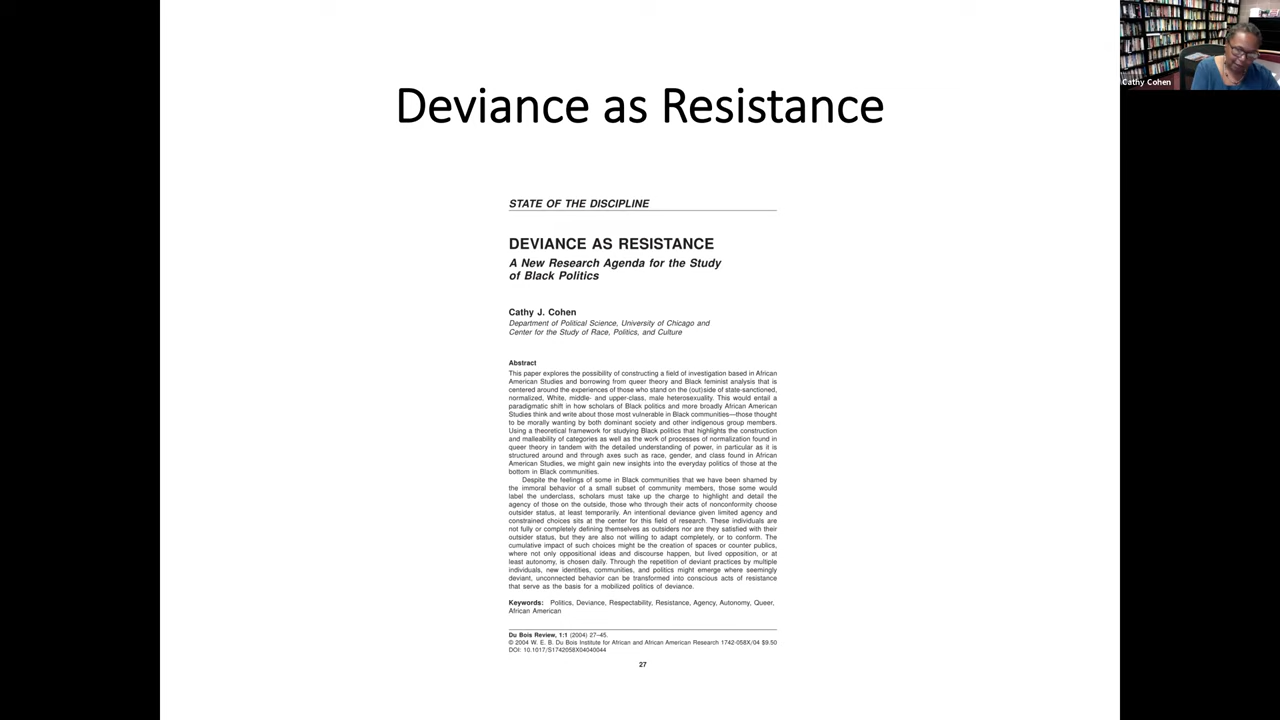 Deviance as Resistance
Cathy Cohen
STATE OF THE DISCIPLINE
DEVIANCE AS RESISTANCE
A New Research Agenda for the Study
of Black Politics
Cathy J. Cohen
Department of Political Science, University of Chicago and
Center for the Study of Race, Politics, and Culture
Abstract
This paper explores the possibility of constructing a field of investigation based in African
American Studies and borrowing from queer theory and Black feminist analysis that is
centered around the experiences of those who stand on the (out)side of state-sanctioned,
normalized, White, middle- and upper-class, male heterosexuality. This would entail a
paradigmatic shift in how scholars of Black politics and more broadly African American
Studies think and write about those most vulnerable in Black communities—those thought
to be morally wanting by both dominant society and other indigenous group members.
Using a theoretical framework for studying Black politics that highlights the construction
and malleability of categories as well as the work of processes of normalization found in
queer theory in tandem with the detailed understanding of power, in particular as it is
structured around and through axes such as race, gender, and class found in African
American Studies, we might gain new insights into the everyday politics of those at the
bottom in Black communities.
Despite the feelings of some in Black communities that we have been shamed by
the immoral behavior of a small subset of community members, those some would
label the underclass, scholars must take up the charge to highlight and detail the
agency of those on the outside, those who through their acts of nonconformity choose
outsider status, at least temporarily. An intentional deviance given limited agency and
constrained choices sits at the center for this field of research. These individuals are
not fully or completely defining themselves as outsiders nor are they satisfied with their
outsider status, but they are also not willing to adapt completely, or to conform. The
cumulative impact of such choices might be the creation of spaces or counter publics,
where not only oppositional ideas and discourse happen, but lived opposition, or at
least autonomy, is chosen daily. Through the repetition of deviant practices by multiple
individuals, new identities, communities, and politics might emerge where seemingly
deviant, unconnected behavior can be transformed into conscious acts of resistance
that serve as the basis for a mobilized politics of deviance.
Keywords: Politics, Deviance, Respectability, Resistance, Agency, Autonomy, Queer,
African American
Du Bois Review, 1:1 (2004) 27–45.
© 2004 W. E. B. Du Bois Institute for African and African American Research 1742-058X/04 $9.50
DOI: 10.1017/S1742058X04040044
27